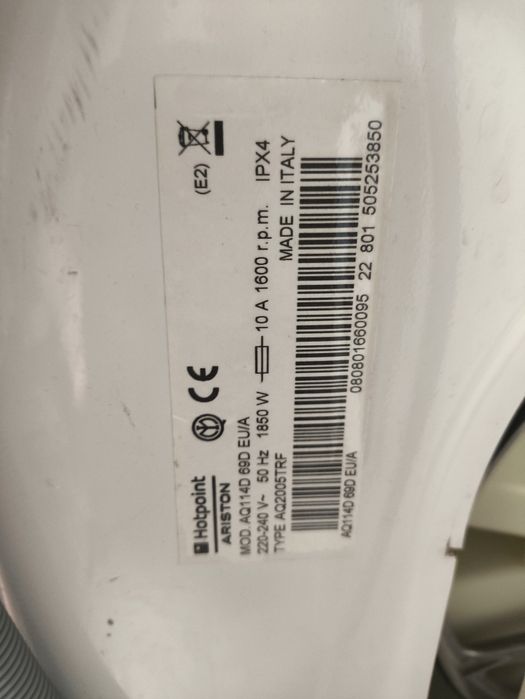 Hotpoint
ARISTON
(E2)
MOD. AQ114D 69D EU/A
220-240 V~ 50 Hz 1850 W 10 A 1600 r.p.m. IPX4
TYPE AQ2005TRF MADE IN ITALY
AQ114D 69D EU/A 080801660095 22 801 505253850